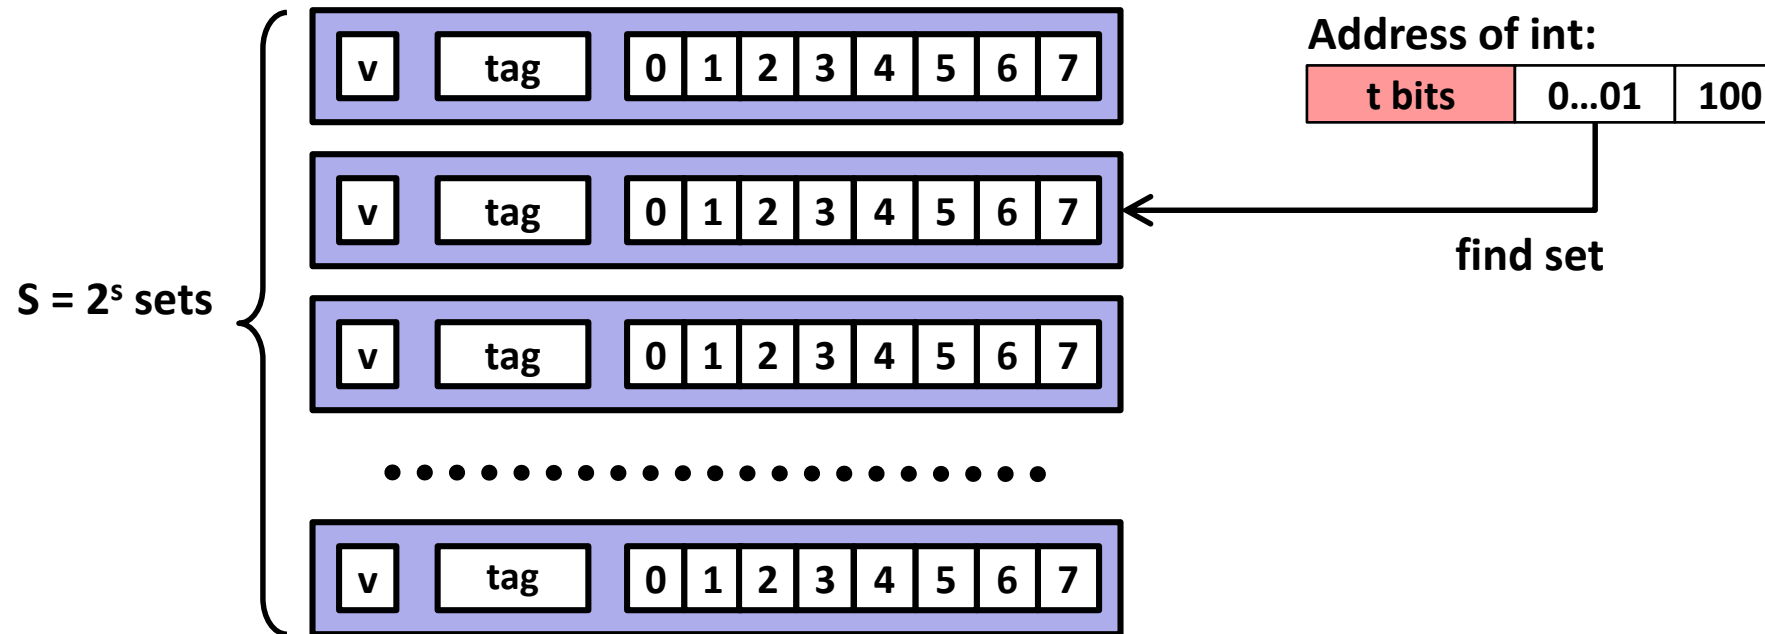 v tag 0 1 2 3 4 5 6 7
Address of int:
t bits 0...01 100
v tag 0 1 2 3 4 5 6 7
find set
S = 2ˢ sets
v tag 0 1 2 3 4 5 6 7
v tag 0 1 2 3 4 5 6 7